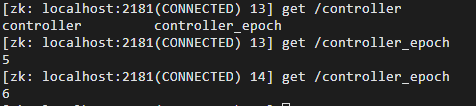 [zk: localhost:2181(CONNECTED) 13] get /controller
controller controller_epoch
[zk: localhost:2181(CONNECTED) 13] get /controller_epoch
5
[zk: localhost:2181(CONNECTED) 14] get /controller_epoch
6